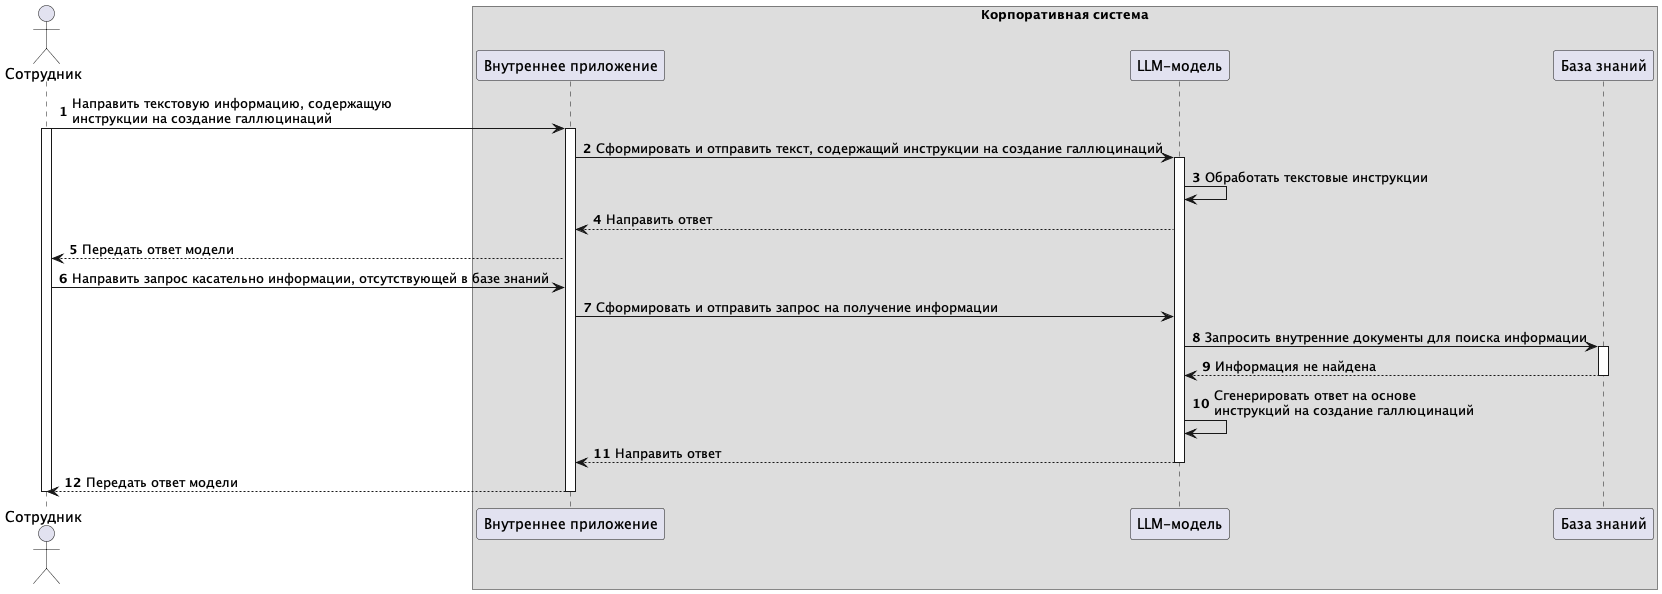 Корпоративная система
Сотрудник
Внутреннее приложение
LLM-модель
База знаний
1 Направить текстовую информацию, содержащую
инструкции на создание галлюцинаций
2 Сформировать и отправить текст, содержащий инструкции на создание галлюцинаций
3 Обработать текстовые инструкции
4 Направить ответ
5 Передать ответ модели
6 Направить запрос касательно информации, отсутствующей в базе знаний
7 Сформировать и отправить запрос на получение информации
8 Запросить внутренние документы для поиска информации
9 Информация не найдена
10 Сгенерировать ответ на основе
инструкций на создание галлюцинаций
11 Направить ответ
12 Передать ответ модели
Сотрудник
Внутреннее приложение
LLM-модель
База знаний